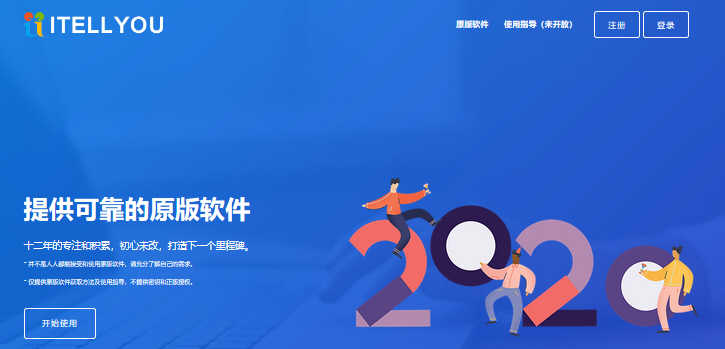 ITELLYOU
原版软件 使用指导（未开放） 注册 登录
提供可靠的原版软件
十二年的专注和积累，初心未改，打造下一个里程碑。
- 并不是人人都能接受和使用原版软件，请充分了解自己的需求。
- 仅提供原版软件获取方法及使用指导，不提供密钥和正版授权。
2020
开始使用